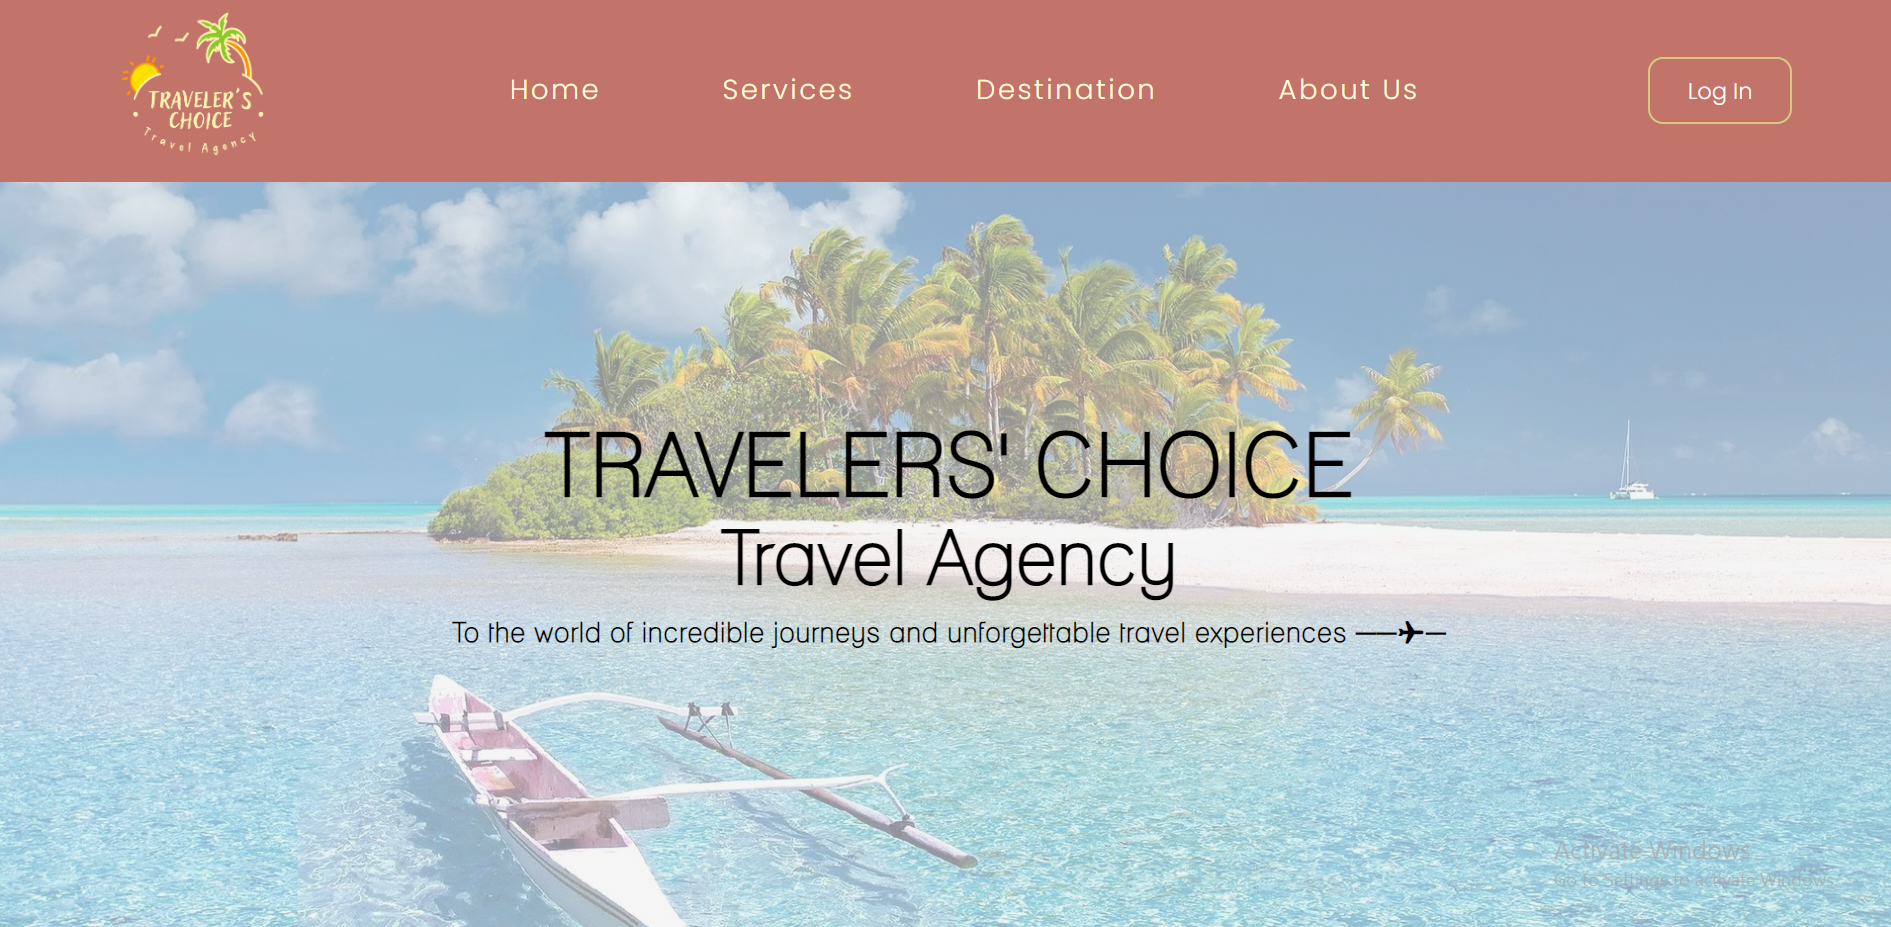 TRAVELER'S
CHOICE
Travel Agency
Home
Services
Destination
About Us
Log In
TRAVELERS' CHOICE
Travel Agency
To the world of incredible journeys and unforgettable travel experiences
Activate Windows
Go to Settings to activate Windows.